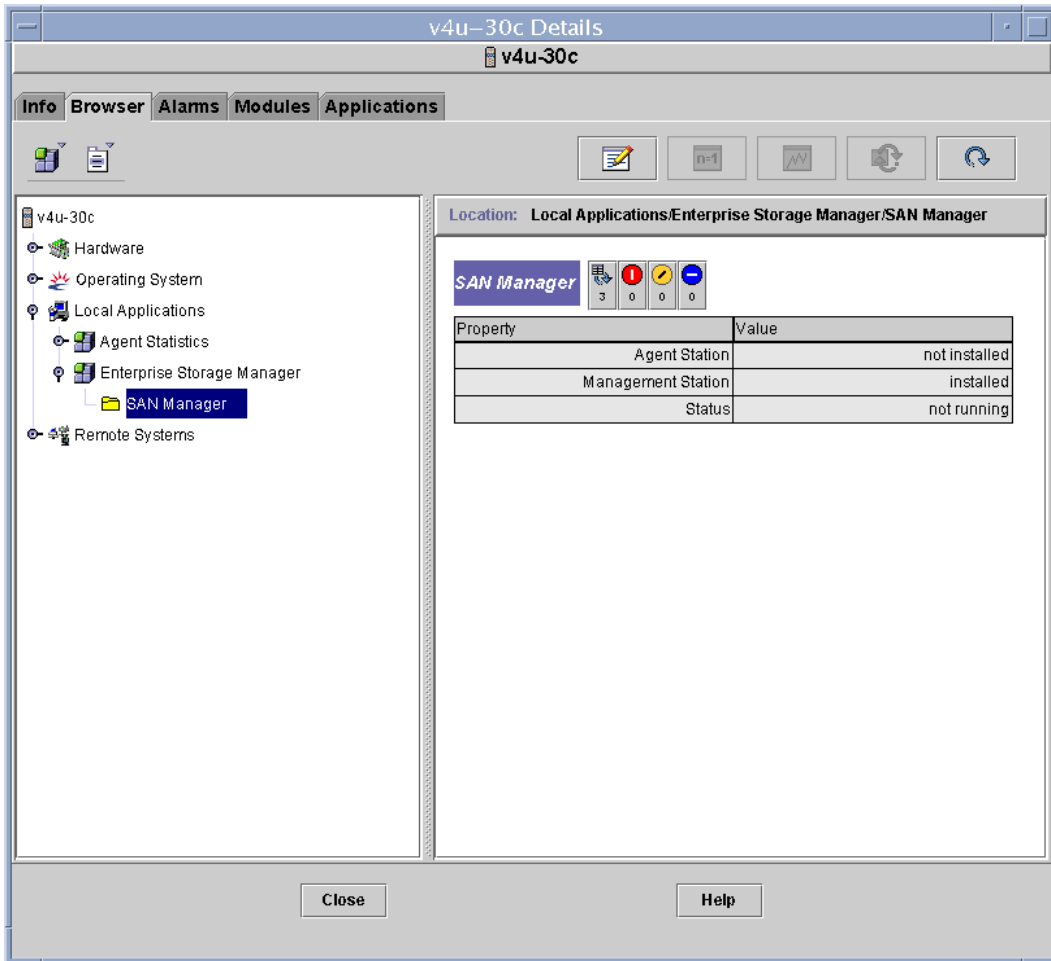 v4u-30c Details
v4u-30c
Info Browser Alarms Modules Applications
n=1
v4u-30c
Hardware
Operating System
Local Applications
Agent Statistics
Enterprise Storage Manager
SAN Manager
Remote Systems
Location: Local Applications/Enterprise Storage Manager/SAN Manager
SAN Manager 3 0 0 0
Property Value
Agent Station not installed
Management Station installed
Status not running
Close Help